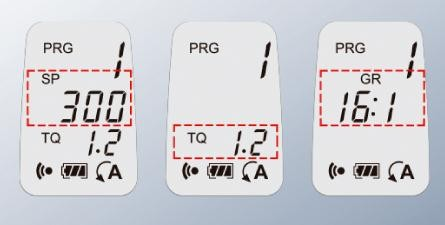 PRG 1
SP
300
TQ 1.2
A
PRG 1
TQ 1.2
A
PRG 1
GR
16:1
A